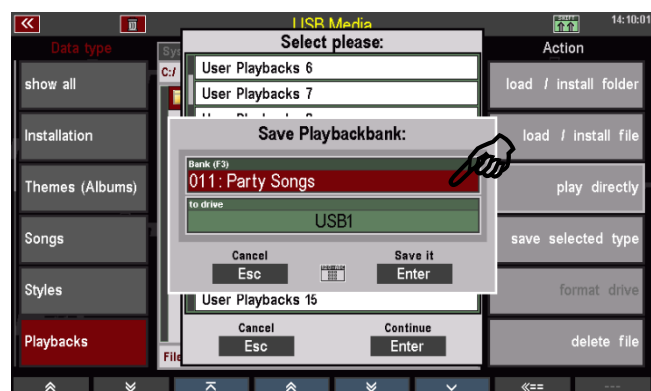 USB Media
14:10:01
Data type
Select please:
Action
Sys
C:/
show all
User Playbacks 6
User Playbacks 7
load / install folder
Installation
Save Playbackbank:
load / install file
Bank (F3)
011: Party Songs
Themes (Albums)
play directly
to drive
USB1
Songs
save selected type
Cancel
Save it
Esc
Enter
Styles
User Playbacks 15
format drive
Cancel
Continue
Playbacks
File
Esc
Enter
delete file
<==
---